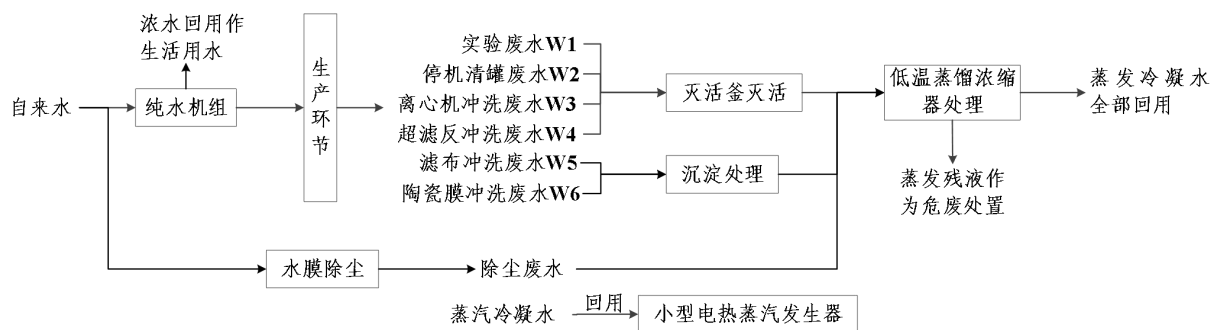 浓水回用作
生活用水
自来水
纯水机组
生产环节
实验废水W1
停机清罐废水W2
离心机冲洗废水W3
超滤反冲洗废水W4
滤布冲洗废水W5
陶瓷膜冲洗废水W6
灭活釜灭活
沉淀处理
低温蒸馏浓缩
器处理
蒸发冷凝水
全部回用
蒸发残液作
为危废处置
水膜除尘
除尘废水
蒸汽冷凝水
回用
小型电热蒸汽发生器